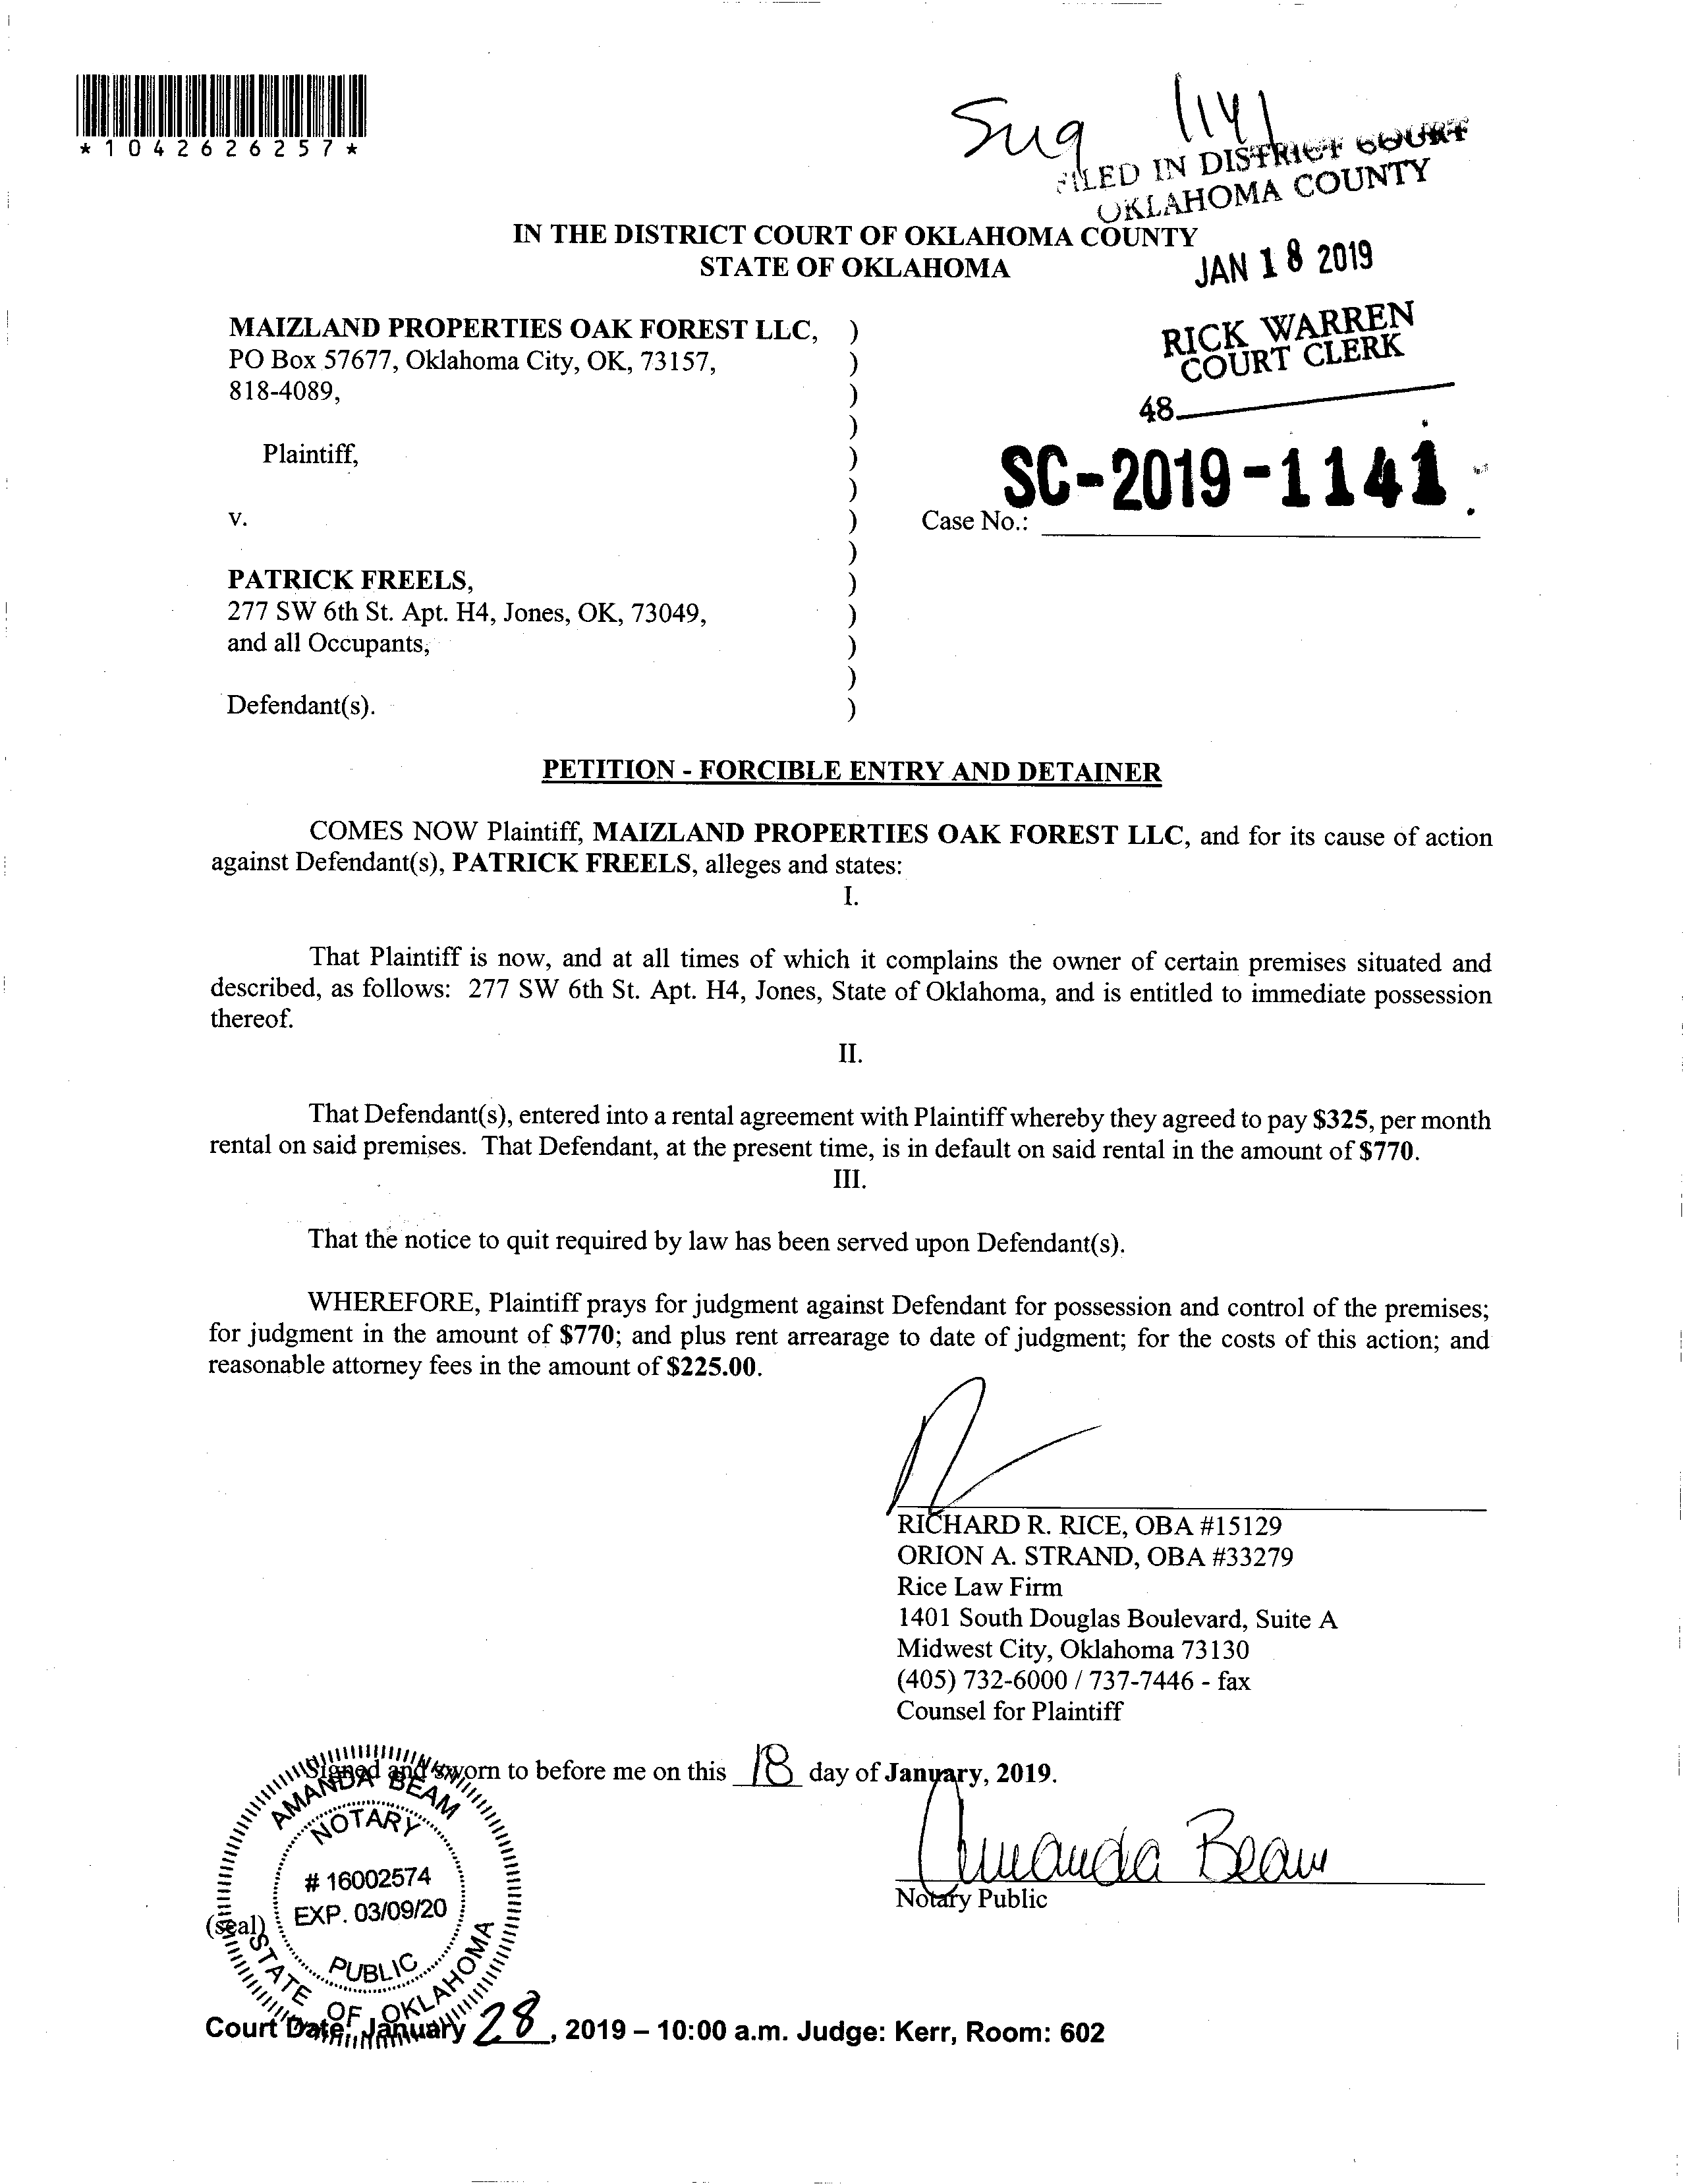 *1042626257*
Sug 1141
FILED IN DISTRICT COURT
OKLAHOMA COUNTY
IN THE DISTRICT COURT OF OKLAHOMA COUNTY
STATE OF OKLAHOMA
JAN 18 2019
RICK WARREN
COURT CLERK
48
MAIZLAND PROPERTIES OAK FOREST LLC, )
PO Box 57677, Oklahoma City, OK, 73157, )
818-4089, )
)
Plaintiff, )
)
v. )
)
PATRICK FREELS, )
277 SW 6th St. Apt. H4, Jones, OK, 73049, )
and all Occupants, )
)
Defendant(s). )
SC-2019-1141
Case No.:
PETITION - FORCIBLE ENTRY AND DETAINER
COMES NOW Plaintiff, MAIZLAND PROPERTIES OAK FOREST LLC, and for its cause of action
against Defendant(s), PATRICK FREELS, alleges and states:
I.
That Plaintiff is now, and at all times of which it complains the owner of certain premises situated and
described, as follows: 277 SW 6th St. Apt. H4, Jones, State of Oklahoma, and is entitled to immediate possession
thereof.
II.
That Defendant(s), entered into a rental agreement with Plaintiff whereby they agreed to pay $325, per month
rental on said premises. That Defendant, at the present time, is in default on said rental in the amount of $770.
III.
That the notice to quit required by law has been served upon Defendant(s).
WHEREFORE, Plaintiff prays for judgment against Defendant for possession and control of the premises;
for judgment in the amount of $770; and plus rent arrearage to date of judgment; for the costs of this action; and
reasonable attorney fees in the amount of $225.00.
RICHARD R. RICE, OBA #15129
ORION A. STRAND, OBA #33279
Rice Law Firm
1401 South Douglas Boulevard, Suite A
Midwest City, Oklahoma 73130
(405) 732-6000 / 737-7446 - fax
Counsel for Plaintiff
Signed and sworn to before me on this 18 day of January, 2019.
Amanda Beam
Notary Public
AMANDA BEAM
NOTARY
# 16002574
EXP. 03/09/20
PUBLIC
STATE OF OKLAHOMA
(seal)
Court Date: January 28, 2019 – 10:00 a.m. Judge: Kerr, Room: 602